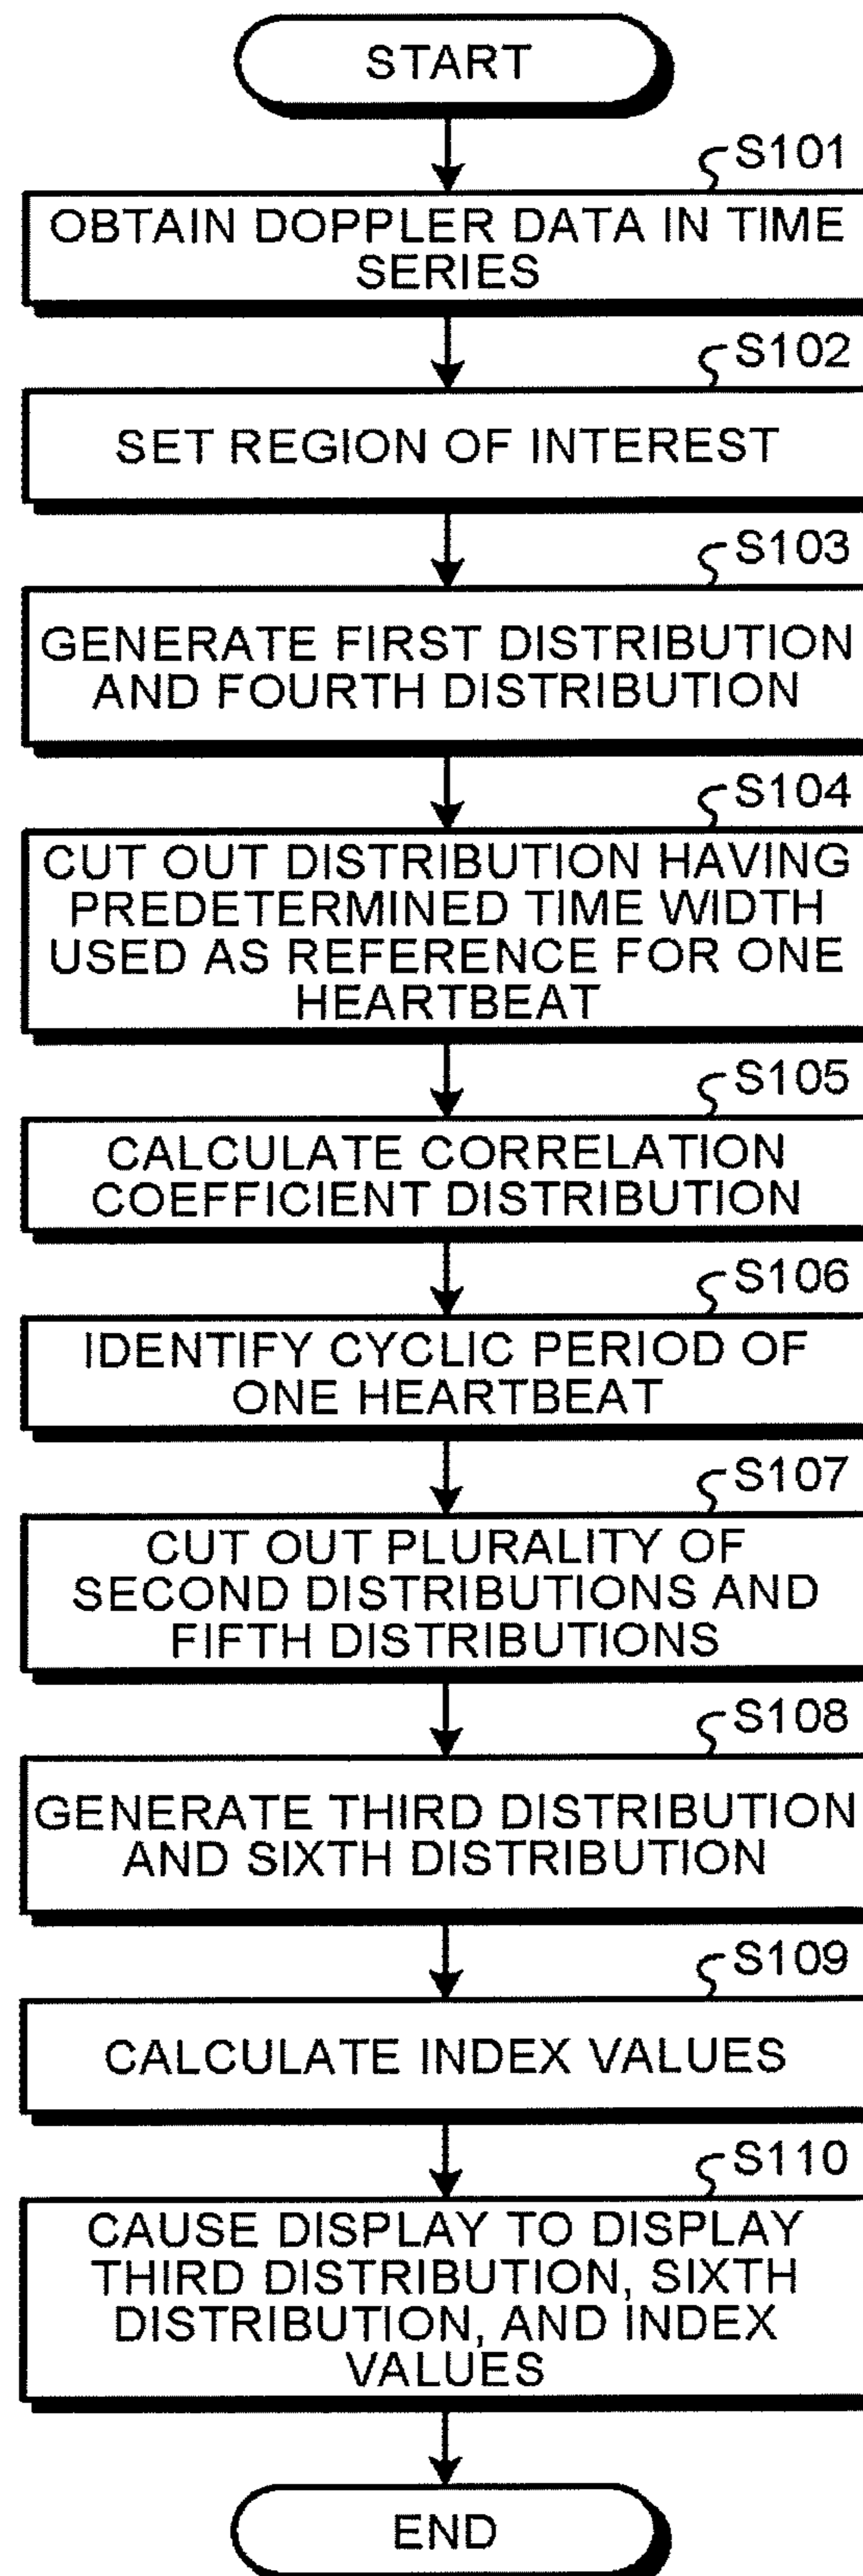 START
S101
OBTAIN DOPPLER DATA IN TIME
SERIES
S102
SET REGION OF INTEREST
S103
GENERATE FIRST DISTRIBUTION
AND FOURTH DISTRIBUTION
S104
CUT OUT DISTRIBUTION HAVING
PREDETERMINED TIME WIDTH
USED AS REFERENCE FOR ONE
HEARTBEAT
S105
CALCULATE CORRELATION
COEFFICIENT DISTRIBUTION
S106
IDENTIFY CYCLIC PERIOD OF
ONE HEARTBEAT
S107
CUT OUT PLURALITY OF
SECOND DISTRIBUTIONS AND
FIFTH DISTRIBUTIONS
S108
GENERATE THIRD DISTRIBUTION
AND SIXTH DISTRIBUTION
S109
CALCULATE INDEX VALUES
S110
CAUSE DISPLAY TO DISPLAY
THIRD DISTRIBUTION, SIXTH
DISTRIBUTION, AND INDEX
VALUES
END